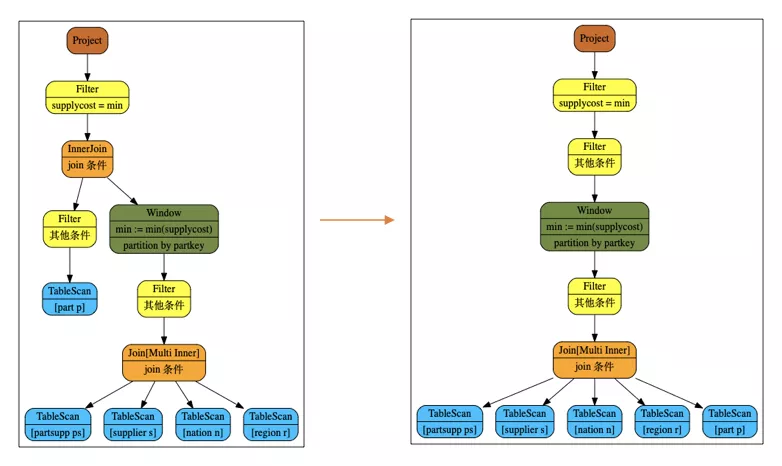 Project
Filter
supplycost = min
InnerJoin
join 条件
Filter
其他条件
Window
min := min(supplycost)
partition by partkey
TableScan
[part p]
Filter
其他条件
Join[Multi Inner]
join 条件
TableScan
[partsupp ps]
TableScan
[supplier s]
TableScan
[nation n]
TableScan
[region r]
Project
Filter
supplycost = min
Filter
其他条件
Window
min := min(supplycost)
partition by partkey
Filter
其他条件
Join[Multi Inner]
join 条件
TableScan
[partsupp ps]
TableScan
[supplier s]
TableScan
[nation n]
TableScan
[region r]
TableScan
[part p]